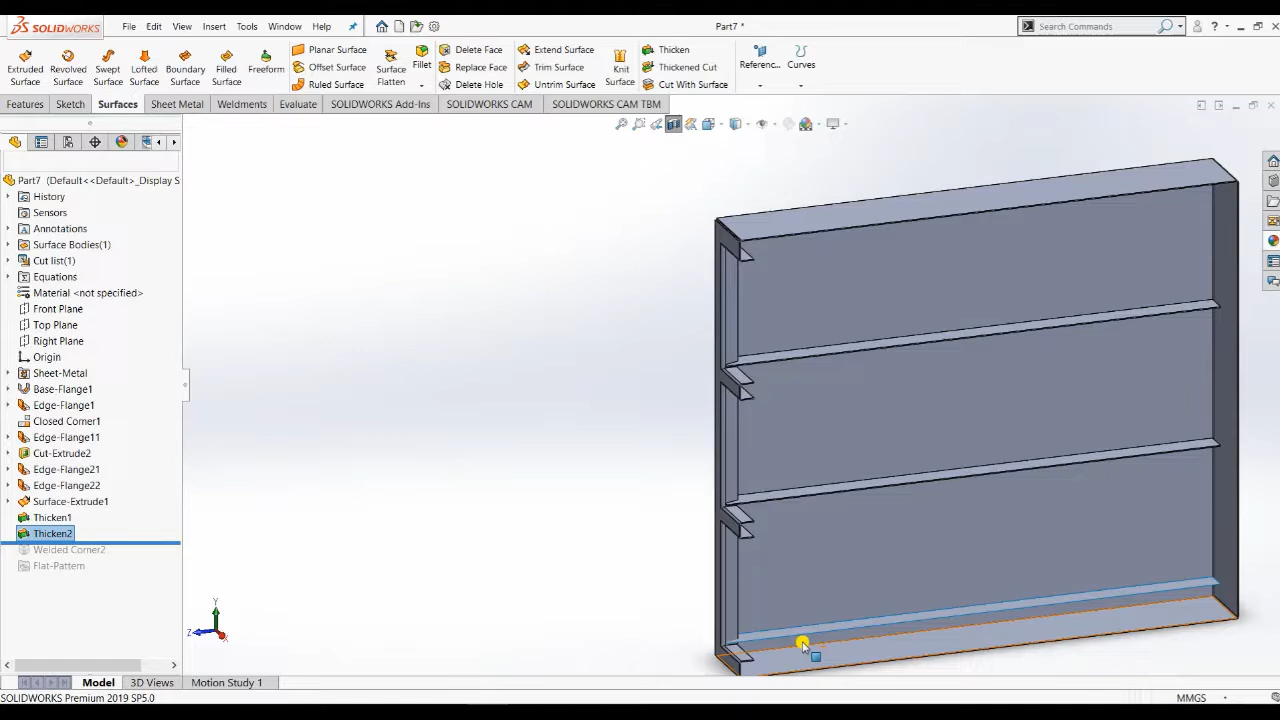 SOLIDWORKS File Edit View Insert Tools Window Help Part7 * Search Commands ?
Extruded Surface Revolved Surface Swept Surface Lofted Surface Boundary Surface Filled Surface Freeform Planar Surface Offset Surface Ruled Surface Surface Flatten Fillet Delete Face Replace Face Delete Hole Extend Surface Trim Surface Untrim Surface Knit Surface Thicken Thickened Cut Cut With Surface Referenc... Curves
Features Sketch Surfaces Sheet Metal Weldments Evaluate SOLIDWORKS Add-Ins SOLIDWORKS CAM SOLIDWORKS CAM TBM
Part7 (Default<<Default>_Display S
History
Sensors
Annotations
Surface Bodies(1)
Cut list(1)
Equations
Material <not specified>
Front Plane
Top Plane
Right Plane
Origin
Sheet-Metal
Base-Flange1
Edge-Flange1
Closed Corner1
Edge-Flange11
Cut-Extrude2
Edge-Flange21
Edge-Flange22
Surface-Extrude1
Thicken1
Thicken2
Welded Corner2
Flat-Pattern
Y
Z
X
Model 3D Views Motion Study 1
SOLIDWORKS Premium 2019 SP5.0 MMGS